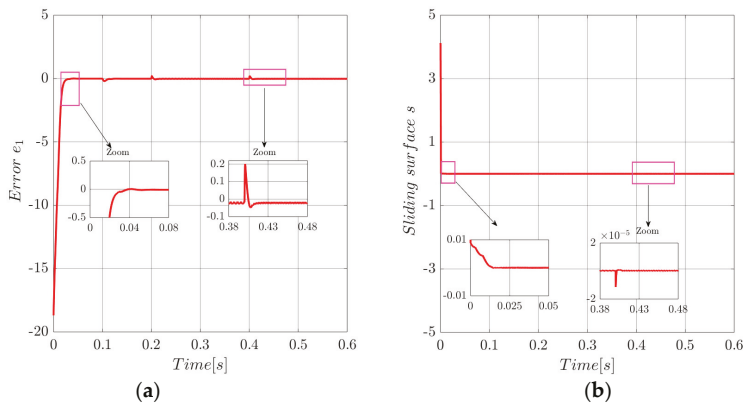 5
0
-5
-10
-15
-20
Error e₁
0 0.1 0.2 0.3 0.4 0.5 0.6
Time[s]
Zoom
0.5
0
-0.5
0 0.04 0.08
Zoom
0.2
0.1
0
-0.1
0.38 0.43 0.48
(a)
5
3
1
-1
-3
-5
Sliding surface s
0 0.1 0.2 0.3 0.4 0.5 0.6
Time[s]
0.01
-0.01
0 0.025 0.05
Zoom
×10⁻⁵
2
-2
0.38 0.43 0.48
(b)